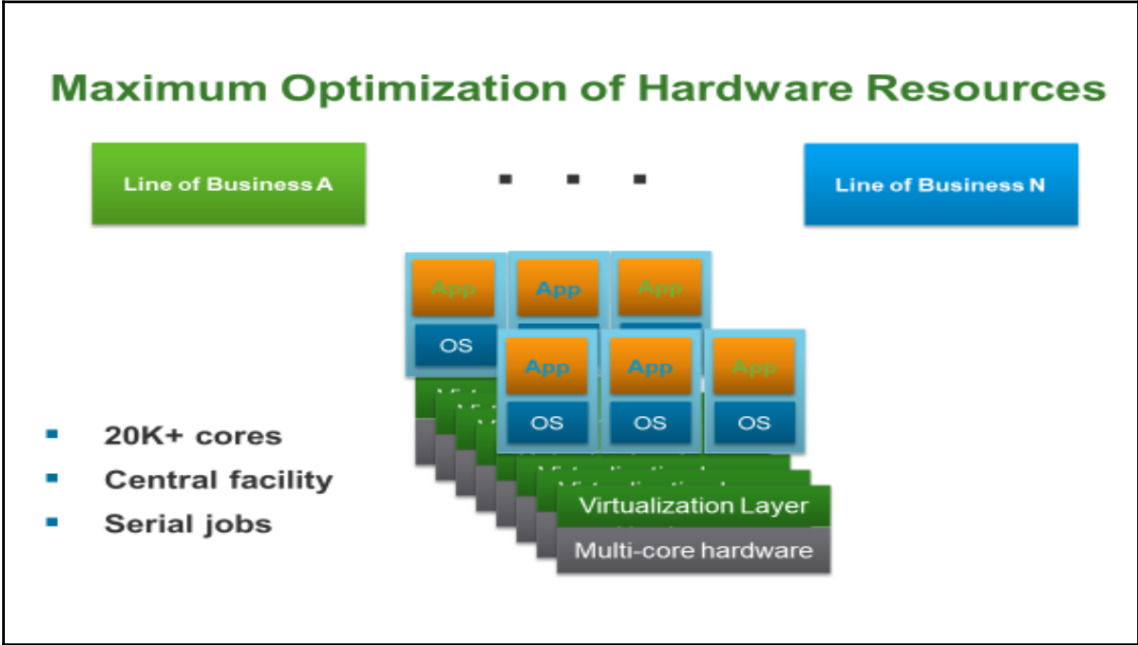 Maximum Optimization of Hardware Resources
Line of Business A
Line of Business N
App
App
App
OS
App
App
App
OS
OS
OS
20K+ cores
Central facility
Serial jobs
Virtualization Layer
Multi-core hardware